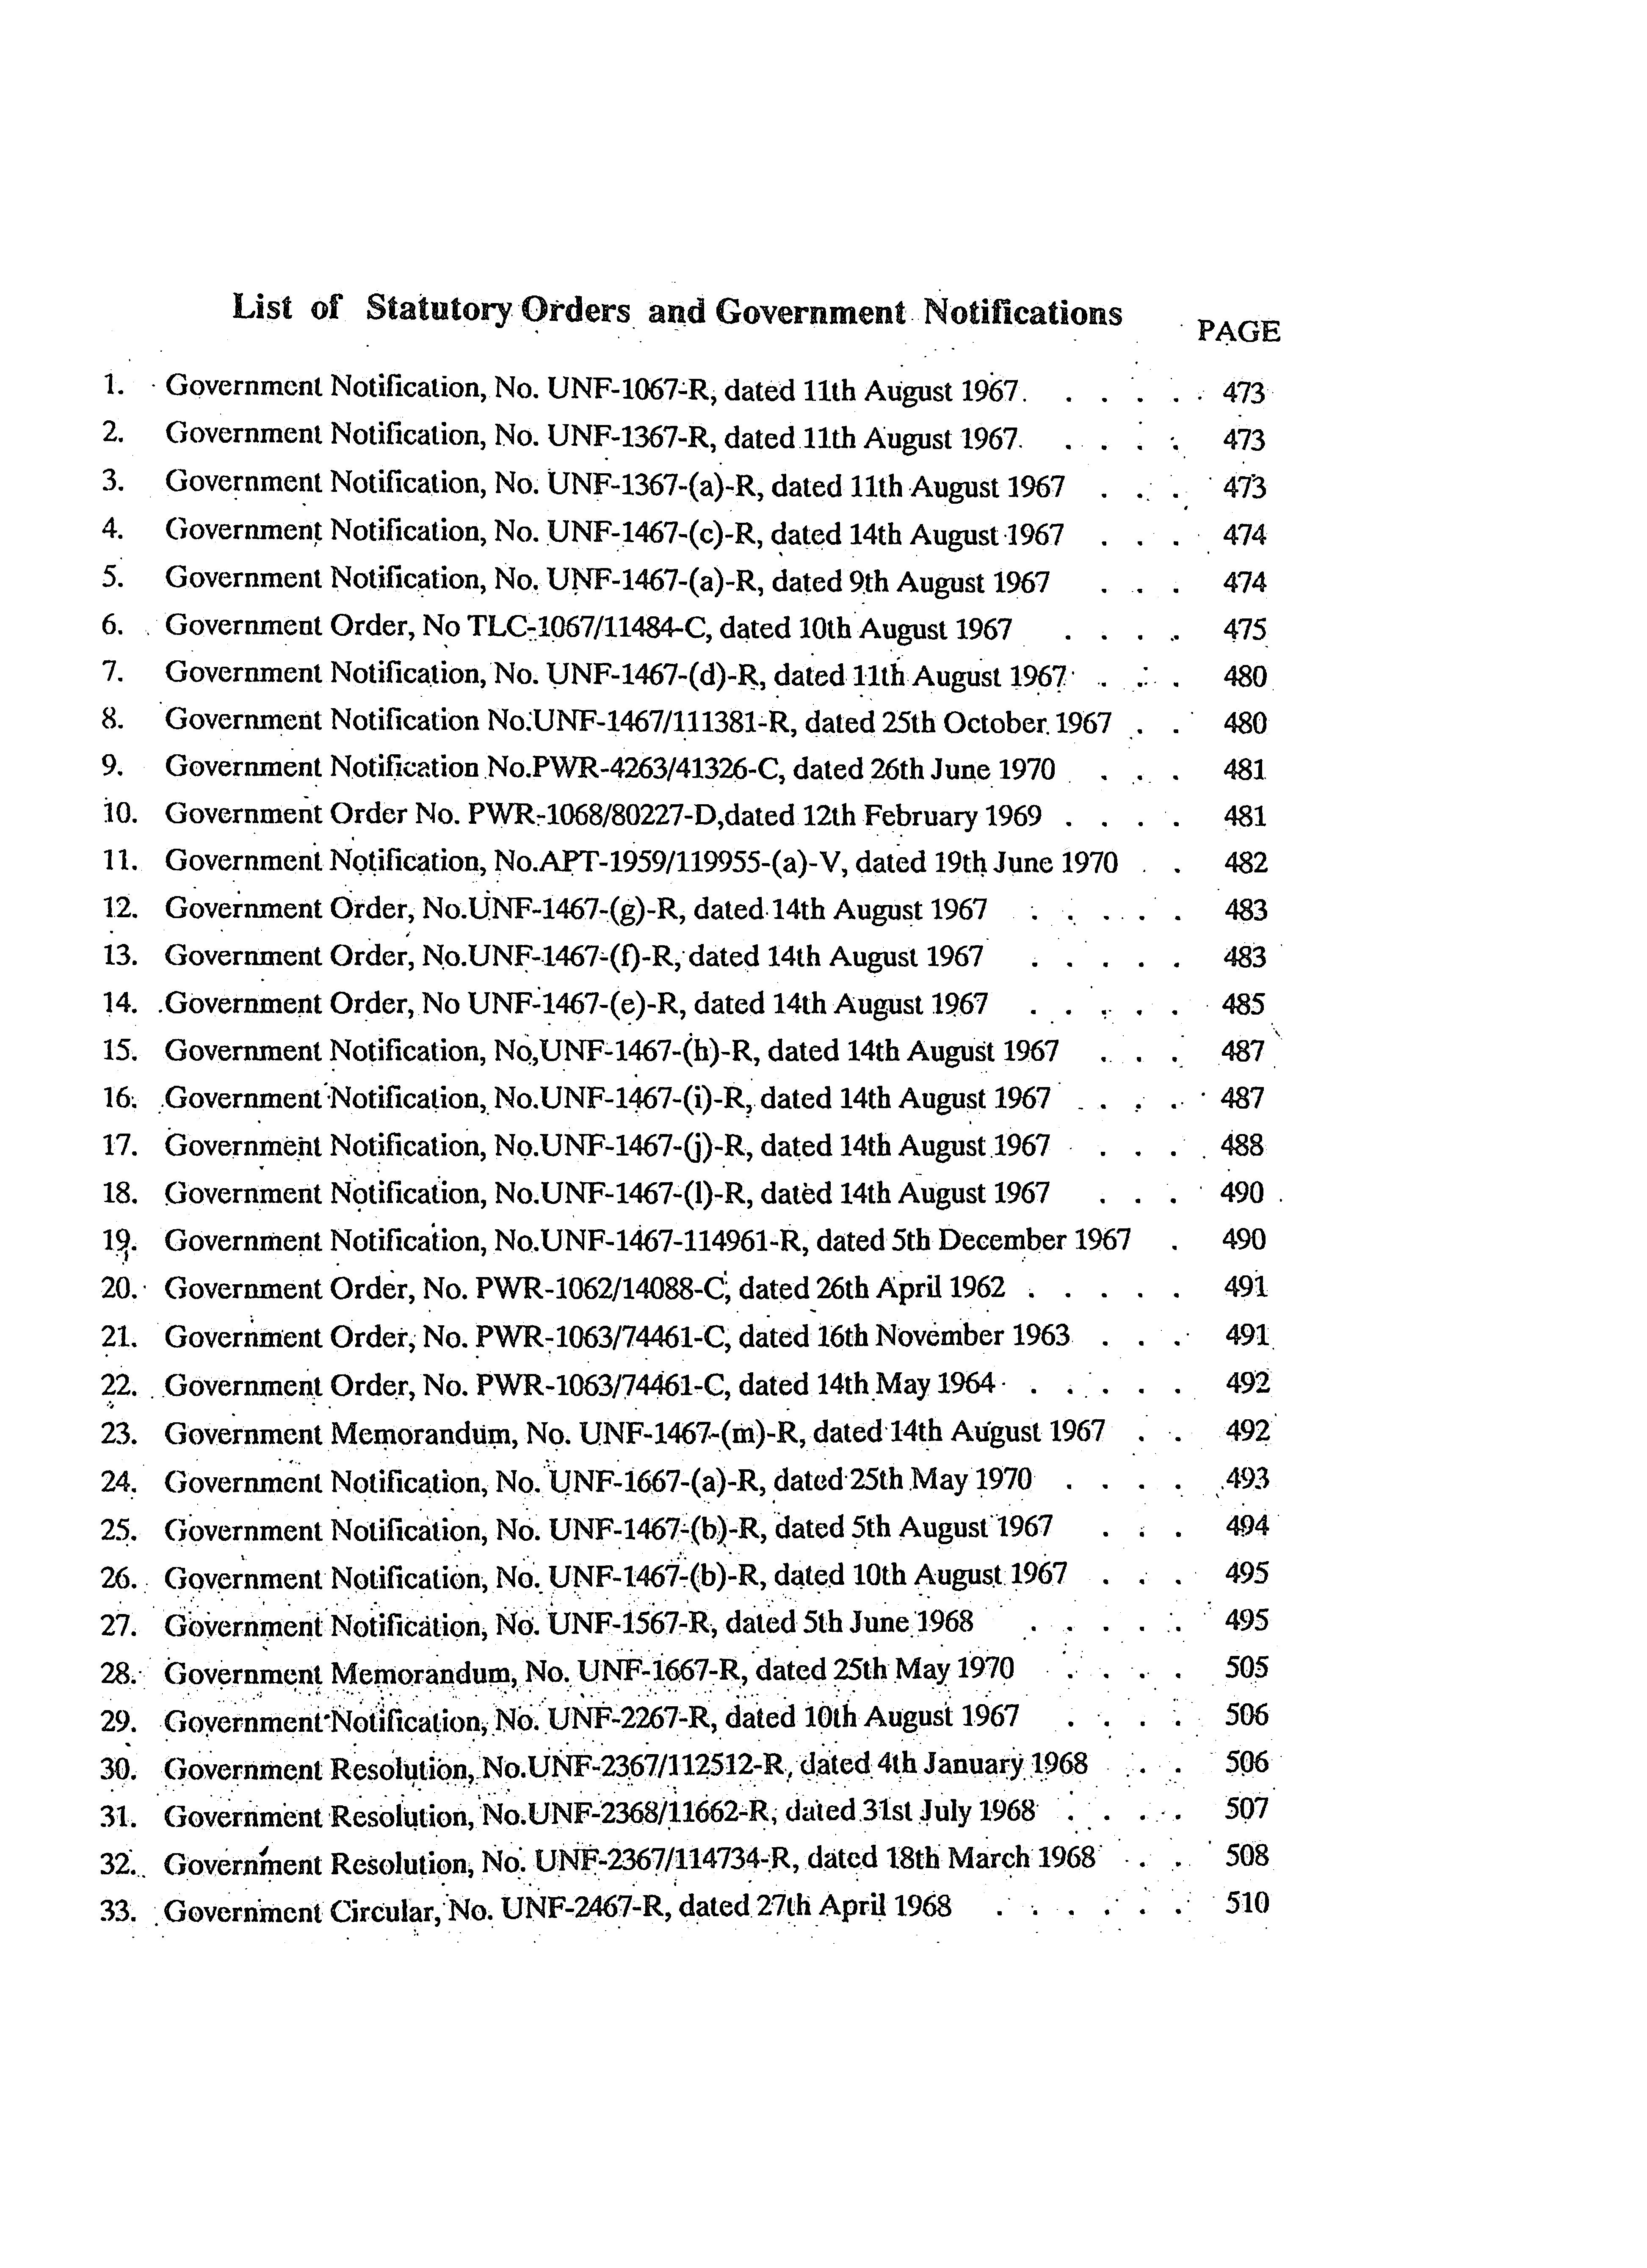 List of Statutory Orders and Government Notifications
PAGE
1. Government Notification, No. UNF-1067-R, dated 11th August 1967. . . . . . 473
2. Government Notification, No. UNF-1367-R, dated 11th August 1967. . . . . 473
3. Government Notification, No. UNF-1367-(a)-R, dated 11th August 1967 . . . 473
4. Government Notification, No. UNF-1467-(c)-R, dated 14th August 1967 . . . 474
5. Government Notification, No. UNF-1467-(a)-R, dated 9th August 1967 . . . 474
6. Government Order, No TLC-1067/11484-C, dated 10th August 1967 . . . . 475
7. Government Notification, No. UNF-1467-(d)-R, dated 11th August 1967 . . . 480
8. Government Notification No.UNF-1467/111381-R, dated 25th October 1967 . . 480
9. Government Notification No.PWR-4263/41326-C, dated 26th June 1970 . . . 481
10. Government Order No. PWR-1068/80227-D,dated 12th February 1969 . . . . 481
11. Government Notification, No.APT-1959/119955-(a)-V, dated 19th June 1970 . . 482
12. Government Order, No.UNF-1467-(g)-R, dated 14th August 1967 . . . . . 483
13. Government Order, No.UNF-1467-(f)-R, dated 14th August 1967 . . . . . 483
14. Government Order, No UNF-1467-(e)-R, dated 14th August 1967 . . . . . 485
15. Government Notification, No,UNF-1467-(h)-R, dated 14th August 1967 . . . 487
16. Government Notification, No.UNF-1467-(i)-R, dated 14th August 1967 . . . 487
17. Government Notification, No.UNF-1467-(j)-R, dated 14th August 1967 . . . 488
18. Government Notification, No.UNF-1467-(l)-R, dated 14th August 1967 . . . 490
19. Government Notification, No.UNF-1467-114961-R, dated 5th December 1967 . 490
20. Government Order, No. PWR-1062/14088-C, dated 26th April 1962 . . . . . 491
21. Government Order, No. PWR-1063/74461-C, dated 16th November 1963 . . . 491
22. Government Order, No. PWR-1063/74461-C, dated 14th May 1964 . . . . . 492
23. Government Memorandum, No. UNF-1467-(m)-R, dated 14th August 1967 . . 492
24. Government Notification, No. UNF-1667-(a)-R, dated 25th May 1970 . . . . 493
25. Government Notification, No. UNF-1467-(b)-R, dated 5th August 1967 . . . 494
26. Government Notification, No. UNF-1467-(b)-R, dated 10th August 1967 . . . 495
27. Government Notification, No. UNF-1567-R, dated 5th June 1968 . . . . . 495
28. Government Memorandum, No. UNF-1667-R, dated 25th May 1970 . . . . 505
29. Government Notification, No. UNF-2267-R, dated 10th August 1967 . . . . 506
30. Government Resolution, No.UNF-2367/112512-R, dated 4th January 1968 . . 506
31. Government Resolution, No.UNF-2368/11662-R, dated 31st July 1968 . . . . 507
32. Government Resolution, No. UNF-2367/114734-R, dated 18th March 1968 . . 508
33. Government Circular, No. UNF-2467-R, dated 27th April 1968 . . . . . . 510